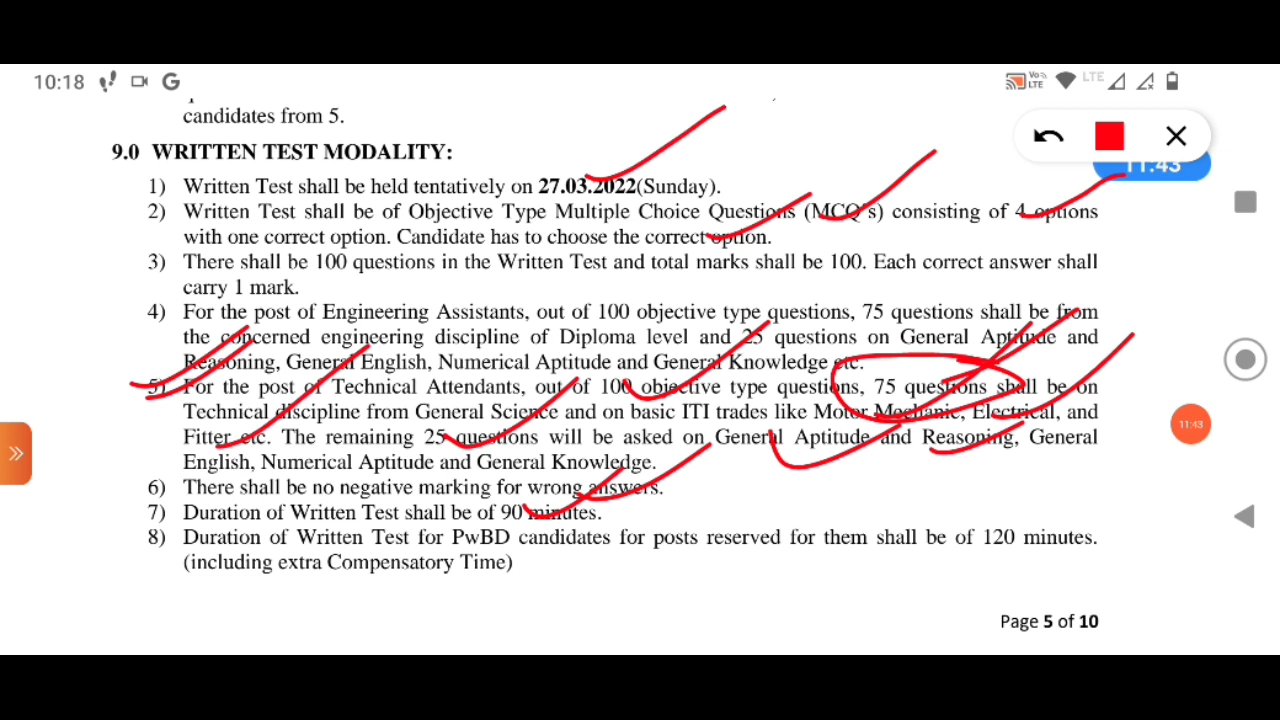 10:18 G Vo LTE LTE
candidates from 5.
11:43
9.0 WRITTEN TEST MODALITY:
1) Written Test shall be held tentatively on 27.03.2022(Sunday).
2) Written Test shall be of Objective Type Multiple Choice Questions (MCQ's) consisting of 4 options
with one correct option. Candidate has to choose the correct option.
3) There shall be 100 questions in the Written Test and total marks shall be 100. Each correct answer shall
carry 1 mark.
4) For the post of Engineering Assistants, out of 100 objective type questions, 75 questions shall be from
the concerned engineering discipline of Diploma level and 25 questions on General Aptitude and
Reasoning, General English, Numerical Aptitude and General Knowledge etc.
5) For the post of Technical Attendants, out of 100 objective type questions, 75 questions shall be on
Technical discipline from General Science and on basic ITI trades like Motor Mechanic, Electrical, and
Fitter etc. The remaining 25 questions will be asked on General Aptitude and Reasoning, General
English, Numerical Aptitude and General Knowledge.
11:43
6) There shall be no negative marking for wrong answers.
7) Duration of Written Test shall be of 90 minutes.
8) Duration of Written Test for PwBD candidates for posts reserved for them shall be of 120 minutes.
(including extra Compensatory Time)
Page 5 of 10